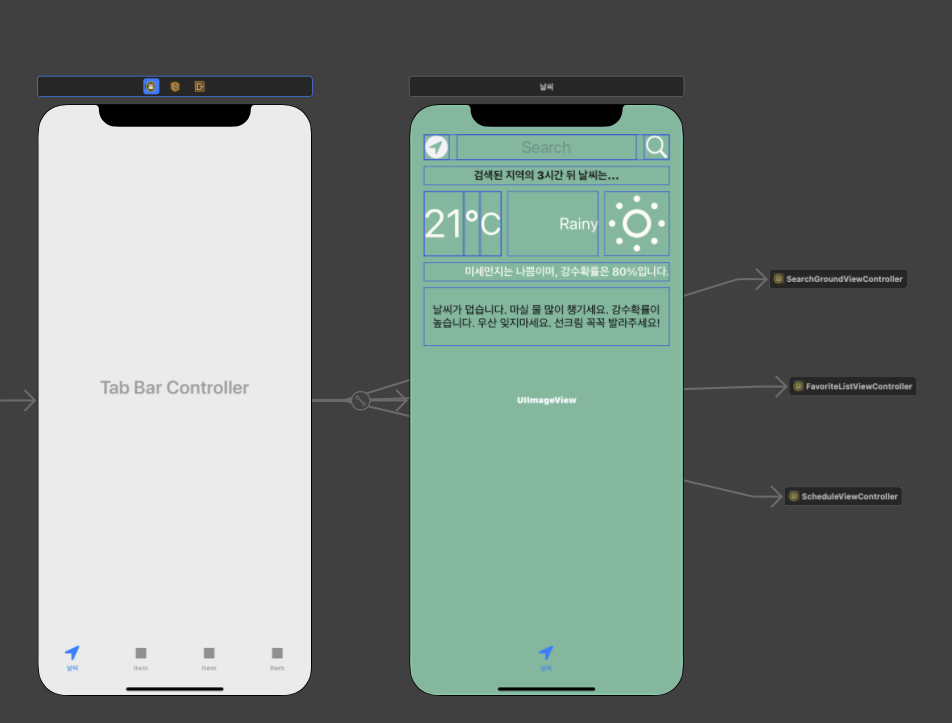 날씨
Search
검색된 지역의 3시간 뒤 날씨는...
21°C
Rainy
미세먼지는 나쁨이며, 강수확률은 80%입니다.
날씨가 덥습니다. 마실 물 많이 챙기세요. 강수확률이
높습니다. 우산 잊지마세요. 선크림 꼭꼭 발라주세요!
SearchGroundViewController
Tab Bar Controller
FavoriteListViewController
UIImageView
ScheduleViewController
날씨
Item
Item
Item
날씨